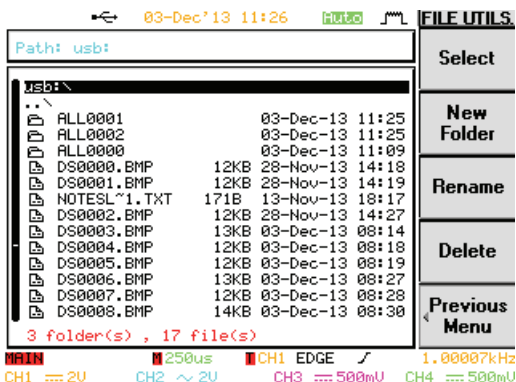 03-Dec'13 11:26 Auto FILE UTILS.
Path: usb:
Select
usb:\
..\
ALL0001 03-Dec-13 11:25
ALL0002 03-Dec-13 11:25
ALL0000 03-Dec-13 11:09
DS0000.BMP 12KB 28-Nov-13 14:18
DS0001.BMP 12KB 28-Nov-13 14:19
NOTESL~1.TXT 171B 13-Nov-13 18:17
DS0002.BMP 12KB 28-Nov-13 14:27
DS0003.BMP 13KB 03-Dec-13 08:14
DS0004.BMP 12KB 03-Dec-13 08:18
DS0005.BMP 12KB 03-Dec-13 08:19
DS0006.BMP 13KB 03-Dec-13 08:27
DS0007.BMP 12KB 03-Dec-13 08:28
DS0008.BMP 14KB 03-Dec-13 08:30
3 folder(s) , 17 file(s)
New
Folder
Rename
Delete
Previous
Menu
MAIN M 250us T CH1 EDGE 1.00007kHz
CH1 2V CH2 ~ 2V CH3 500mV CH4 500mV